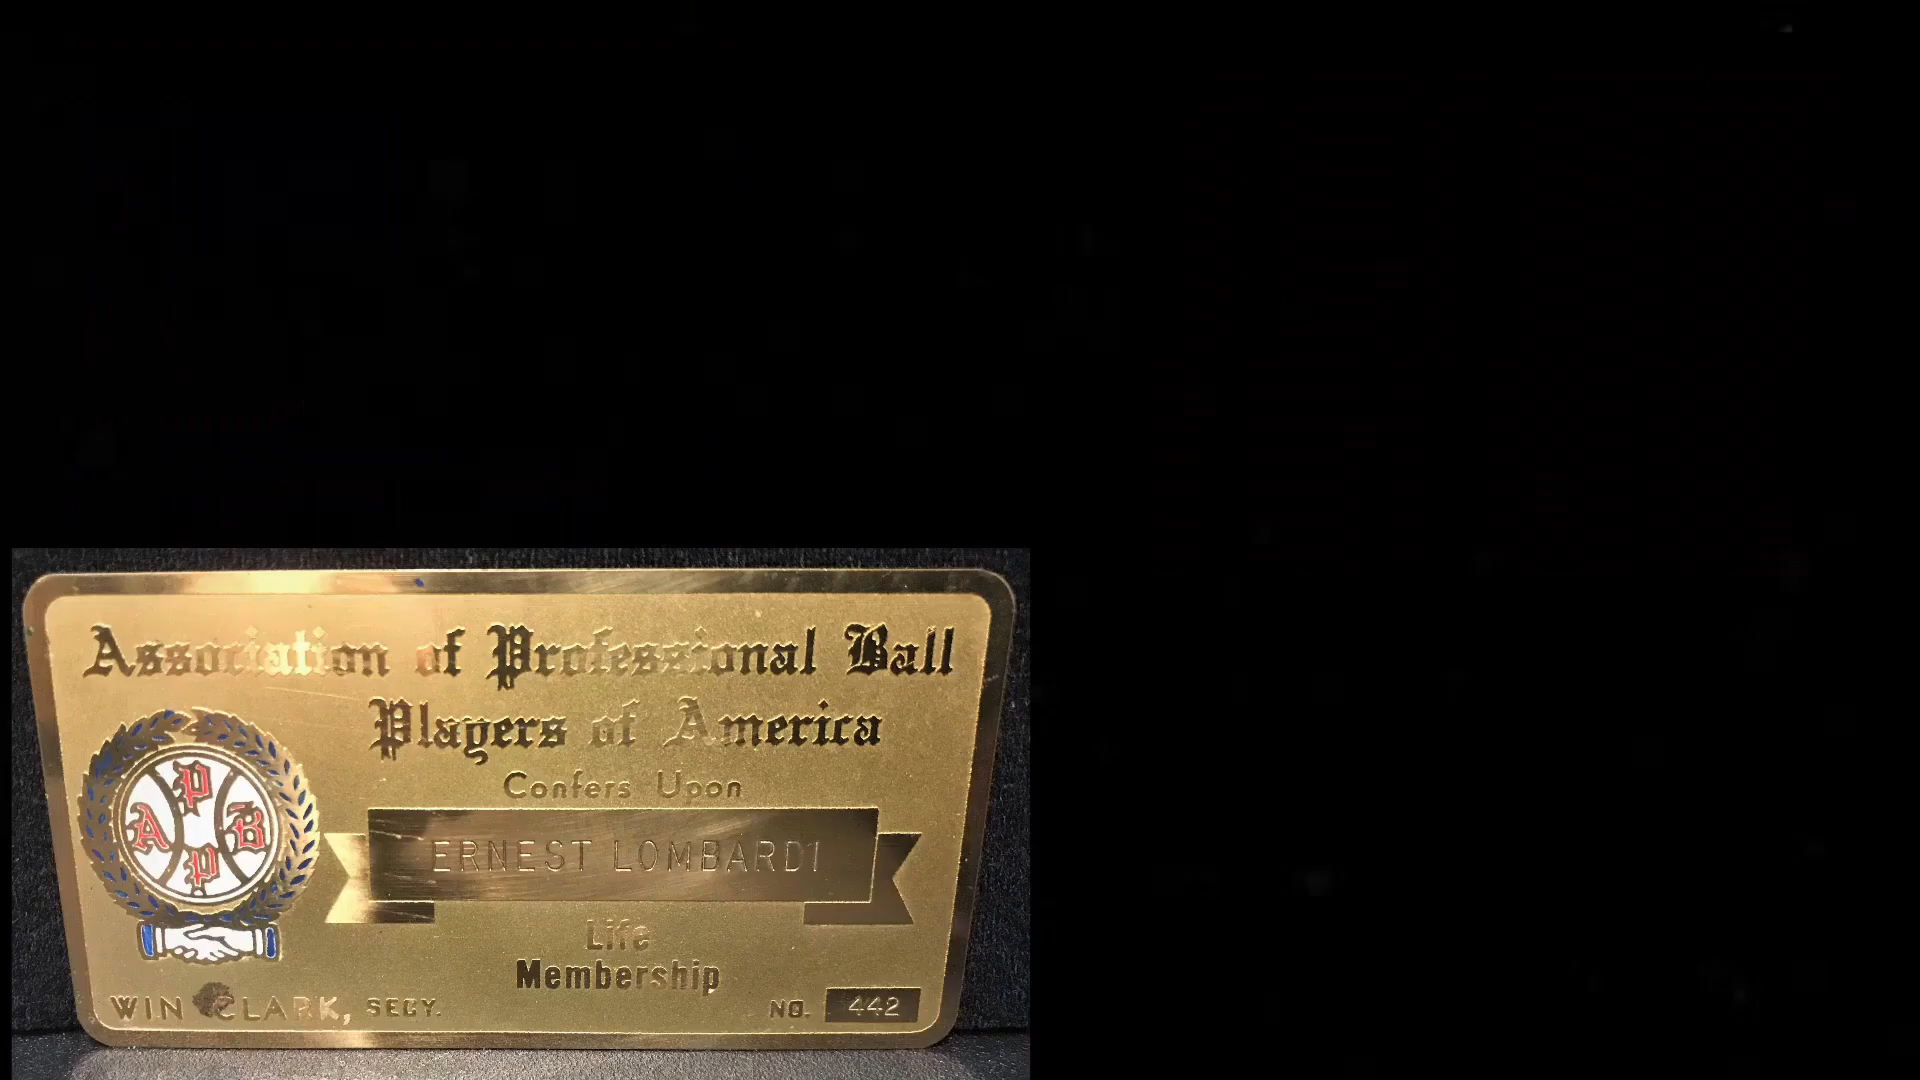 Association of Professional Ball
Players of America
Confers Upon
P
A B
P
ERNEST LOMBARDI
Life
Membership
WIN CLARK, SECY. NO. 442